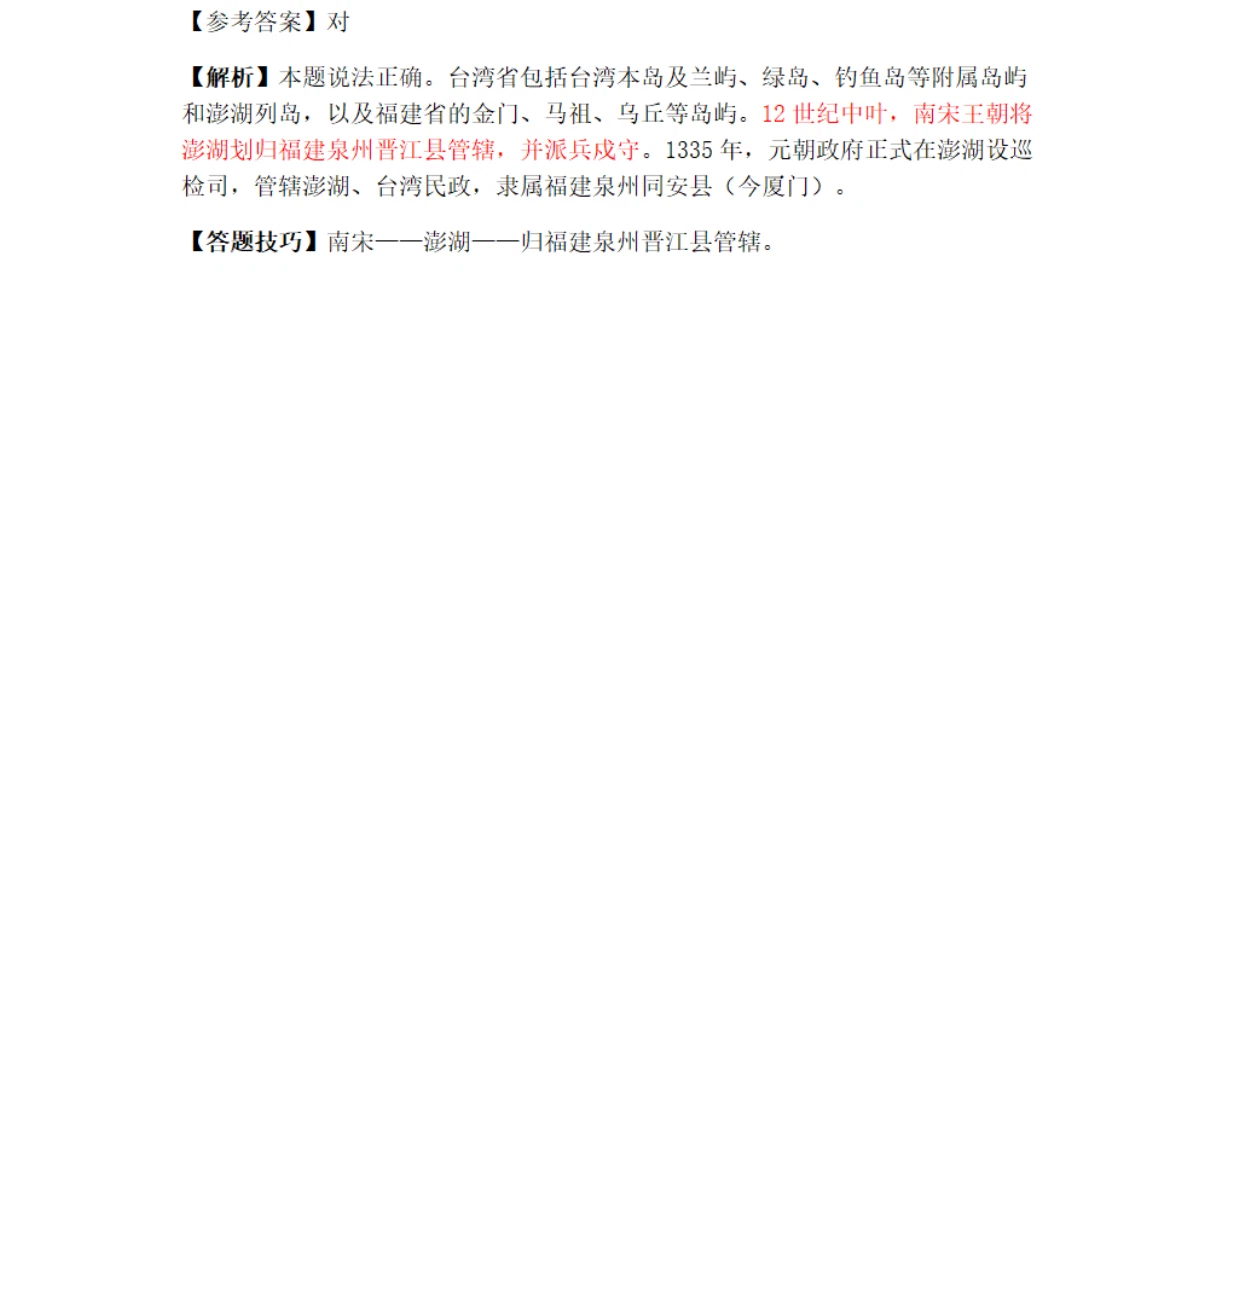 【参考答案】对
【解析】本题说法正确。台湾省包括台湾本岛及兰屿、绿岛、钓鱼岛等附属岛屿
和澎湖列岛，以及福建省的金门、马祖、乌丘等岛屿。12 世纪中叶，南宋王朝将
澎湖划归福建泉州晋江县管辖，并派兵戍守。1335 年，元朝政府正式在澎湖设巡
检司，管辖澎湖、台湾民政，隶属福建泉州同安县（今厦门）。
【答题技巧】南宋——澎湖——归福建泉州晋江县管辖。